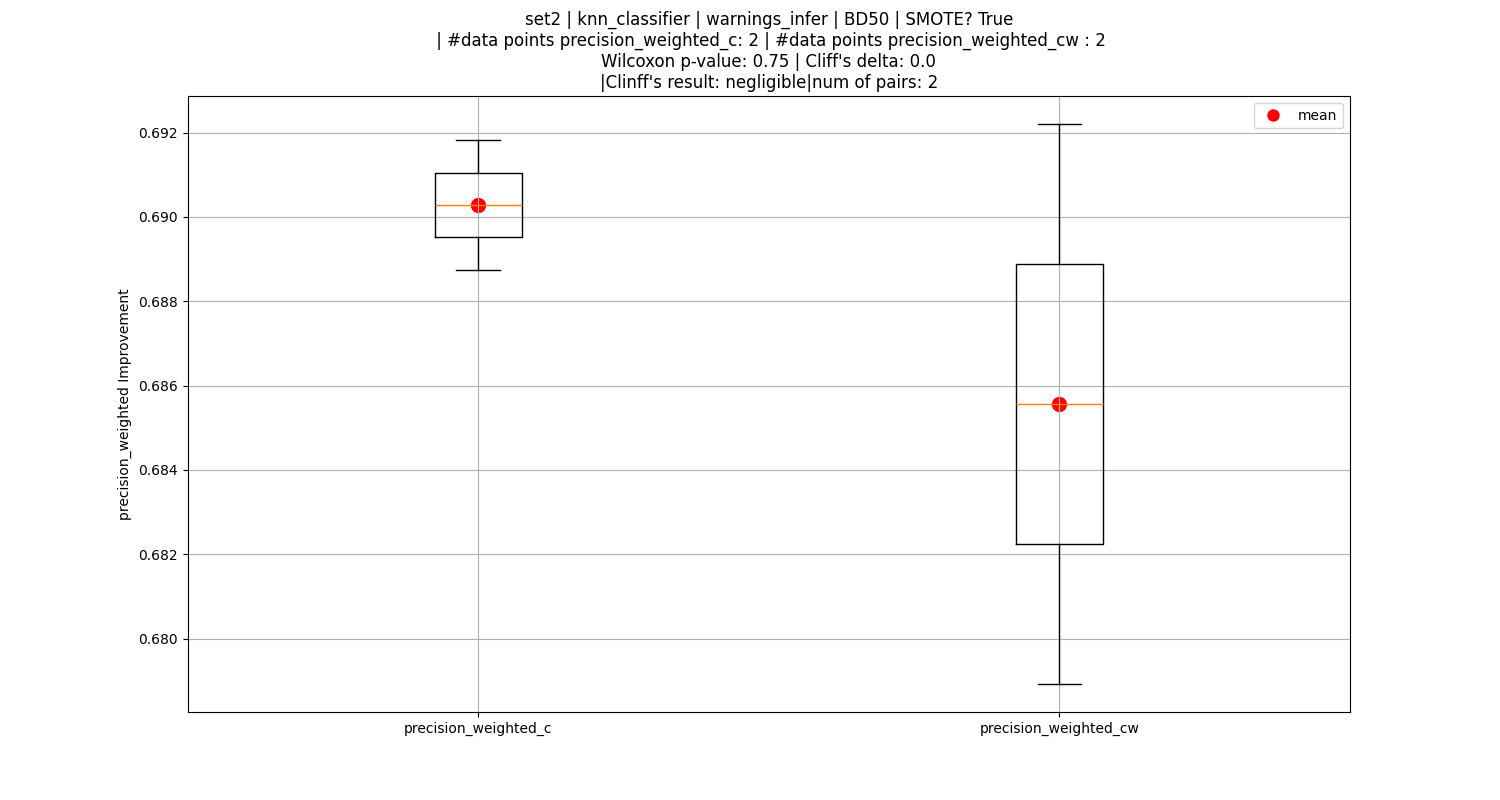 set2 | knn_classifier | warnings_infer | BD50 | SMOTE? True
| #data points precision_weighted_c: 2 | #data points precision_weighted_cw : 2
Wilcoxon p-value: 0.75 | Cliff's delta: 0.0
|Clinff's result: negligible|num of pairs: 2
mean
0.692
0.690
0.688
0.686
0.684
0.682
0.680
precision_weighted Improvement
precision_weighted_c
precision_weighted_cw